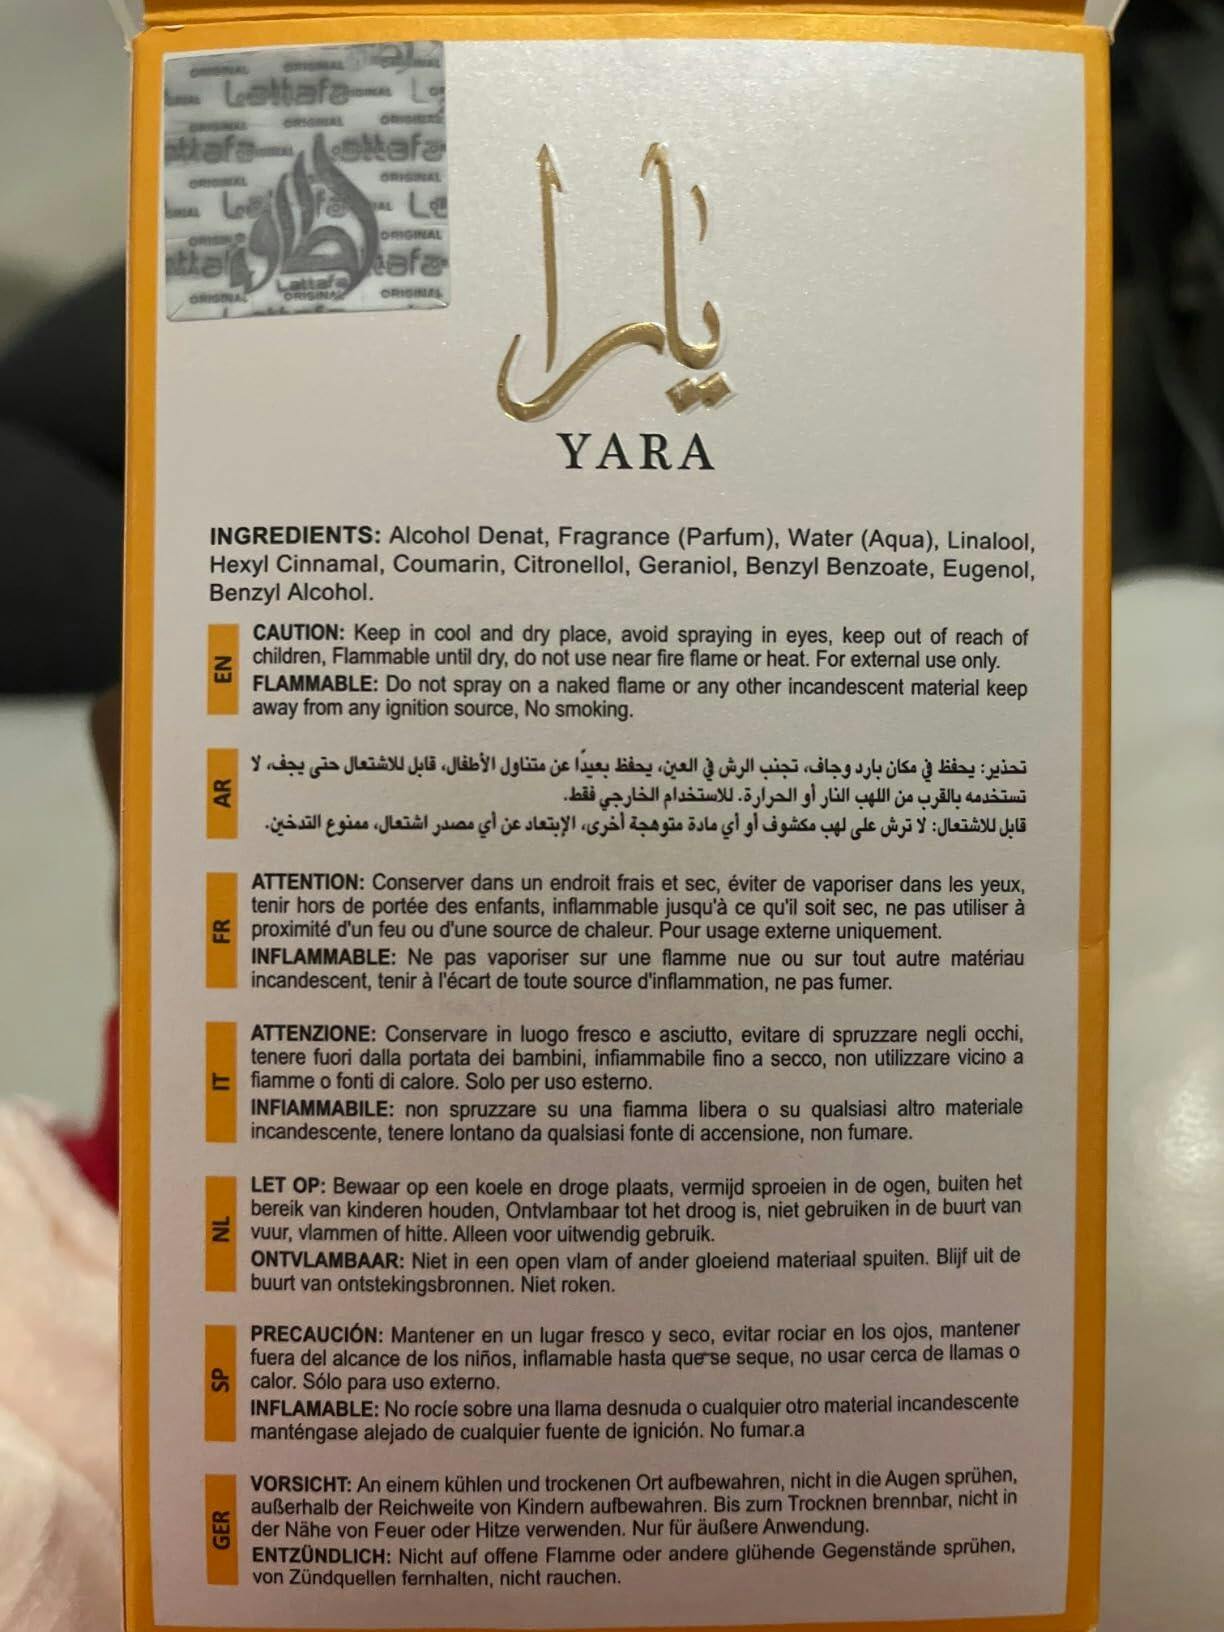 ORIGINAL ORIGINAL ORIGINAL
Lattafa ORIGINAL
ORIGINAL ORIGINAL ORIGINAL
Lattafa
ORIGINAL ORIGINAL
ORIGINAL
طافة
Lattafa
ORIGINAL ORIGINAL ORIGINAL
يارا
YARA
INGREDIENTS: Alcohol Denat, Fragrance (Parfum), Water (Aqua), Linalool,
Hexyl Cinnamal, Coumarin, Citronellol, Geraniol, Benzyl Benzoate, Eugenol,
Benzyl Alcohol.
EN
CAUTION: Keep in cool and dry place, avoid spraying in eyes, keep out of reach of
children, Flammable until dry, do not use near fire flame or heat. For external use only.
FLAMMABLE: Do not spray on a naked flame or any other incandescent material keep
away from any ignition source, No smoking.
AR
تحذير: يحفظ في مكان بارد وجاف، تجنب الرش في العين، يحفظ بعيدًا عن متناول الأطفال، قابل للاشتعال حتى يجف، لا
تستخدمه بالقرب من اللهب النار أو الحرارة. للاستخدام الخارجي فقط.
قابل للاشتعال: لا ترش على لهب مكشوف أو أي مادة متوهجة أخرى، الإبتعاد عن أي مصدر اشتعال، ممنوع التدخين.
FR
ATTENTION: Conserver dans un endroit frais et sec, éviter de vaporiser dans les yeux,
tenir hors de portée des enfants, inflammable jusqu'à ce qu'il soit sec, ne pas utiliser à
proximité d'un feu ou d'une source de chaleur. Pour usage externe uniquement.
INFLAMMABLE: Ne pas vaporiser sur une flamme nue ou sur tout autre matériau
incandescent, tenir à l'écart de toute source d'inflammation, ne pas fumer.
IT
ATTENZIONE: Conservare in luogo fresco e asciutto, evitare di spruzzare negli occhi,
tenere fuori dalla portata dei bambini, infiammabile fino a secco, non utilizzare vicino a
fiamme o fonti di calore. Solo per uso esterno.
INFIAMMABILE: non spruzzare su una fiamma libera o su qualsiasi altro materiale
incandescente, tenere lontano da qualsiasi fonte di accensione, non fumare.
NL
LET OP: Bewaar op een koele en droge plaats, vermijd sproeien in de ogen, buiten het
bereik van kinderen houden, Ontvlambaar tot het droog is, niet gebruiken in de buurt van
vuur, vlammen of hitte. Alleen voor uitwendig gebruik.
ONTVLAMBAAR: Niet in een open vlam of ander gloeiend materiaal spuiten. Blijf uit de
buurt van ontstekingsbronnen. Niet roken.
SP
PRECAUCIÓN: Mantener en un lugar fresco y seco, evitar rociar en los ojos, mantener
fuera del alcance de los niños, inflamable hasta que se seque, no usar cerca de llamas o
calor. Sólo para uso externo.
INFLAMABLE: No rocíe sobre una llama desnuda o cualquier otro material incandescente
manténgase alejado de cualquier fuente de ignición. No fumar.a
GER
VORSICHT: An einem kühlen und trockenen Ort aufbewahren, nicht in die Augen sprühen,
außerhalb der Reichweite von Kindern aufbewahren. Bis zum Trocknen brennbar, nicht in
der Nähe von Feuer oder Hitze verwenden. Nur für äußere Anwendung.
ENTZÜNDLICH: Nicht auf offene Flamme oder andere glühende Gegenstände sprühen,
von Zündquellen fernhalten, nicht rauchen.